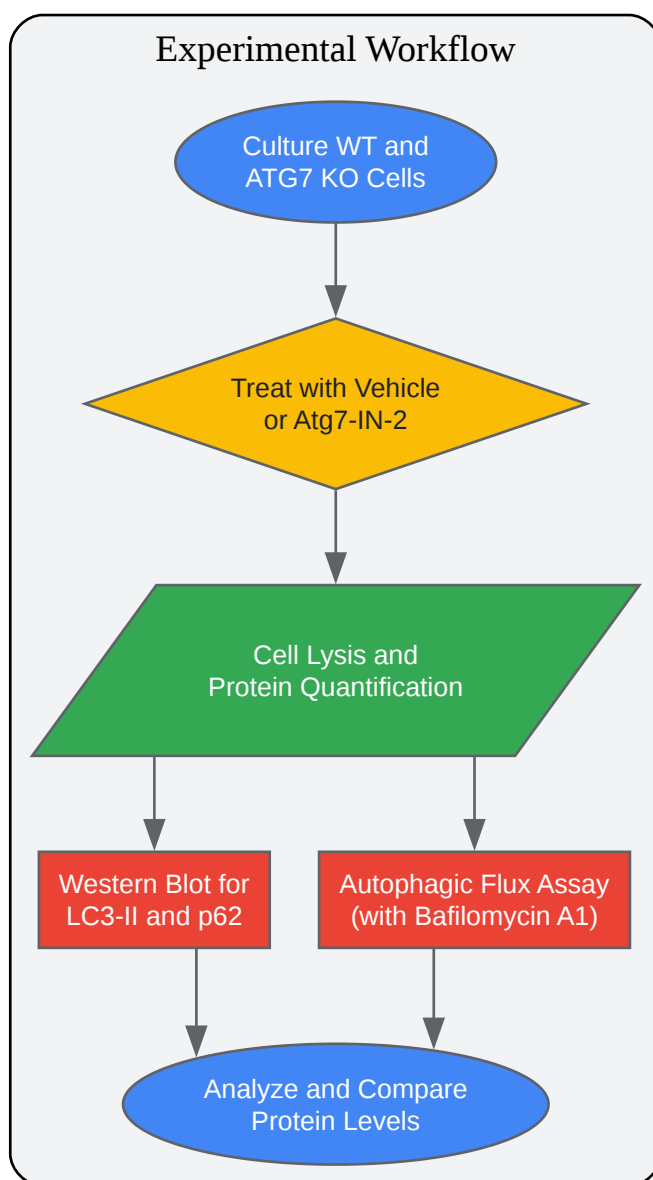 Experimental Workflow
Culture WT and
ATG7 KO Cells
Treat with Vehicle
or Atg7-IN-2
Cell Lysis and
Protein Quantification
Western Blot for
LC3-II and p62
Autophagic Flux Assay
(with Bafilomycin A1)
Analyze and Compare
Protein Levels